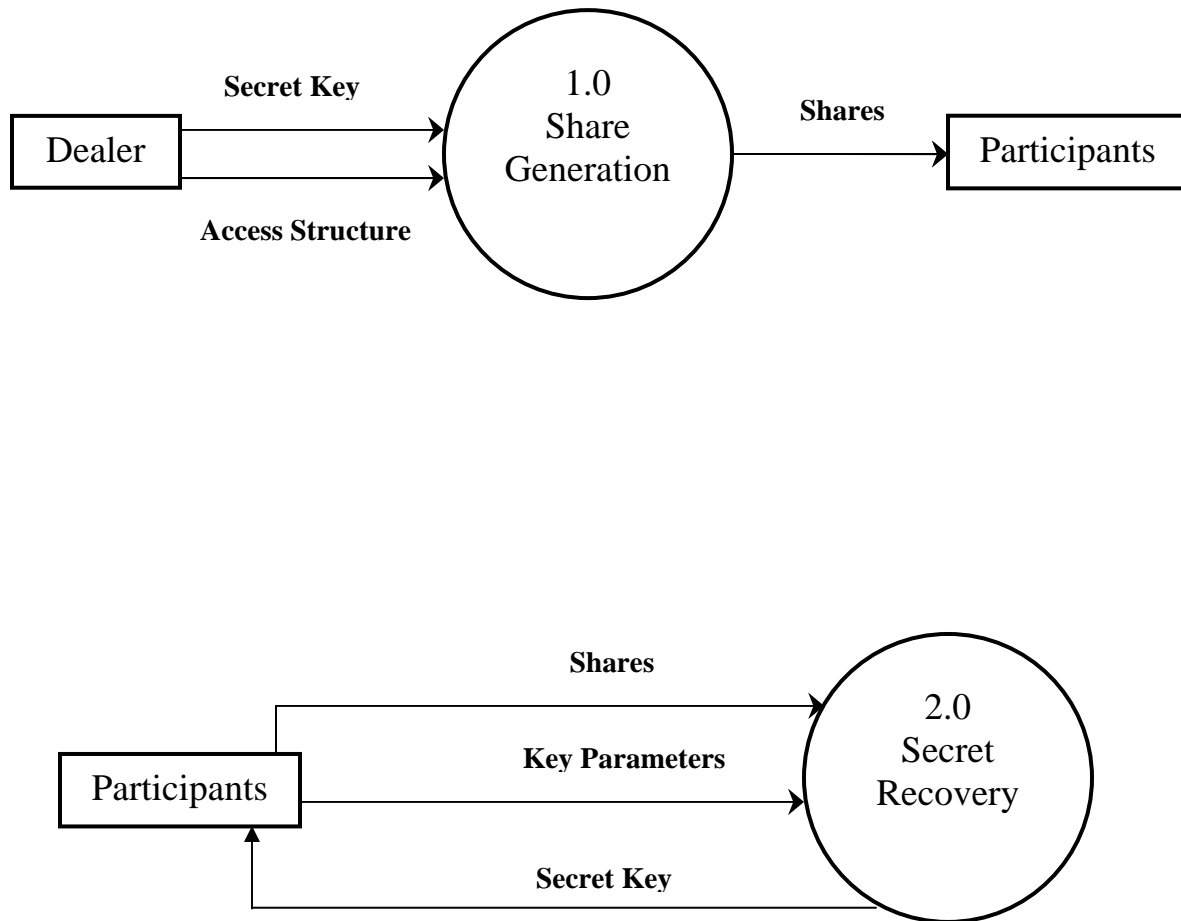 Secret Key
1.0
Share
Generation
Shares
Dealer
Participants
Access Structure
Shares
2.0
Secret
Recovery
Key Parameters
Participants
Secret Key